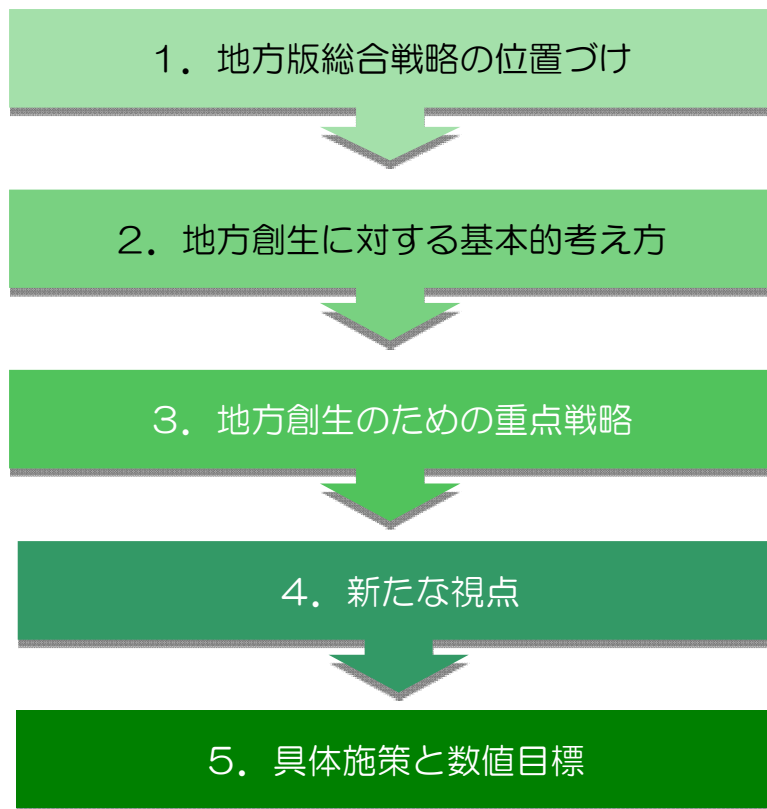 １．地方版総合戦略の位置づけ
２．地方創生に対する基本的考え方
３．地方創生のための重点戦略
４．新たな視点
５．具体施策と数値目標